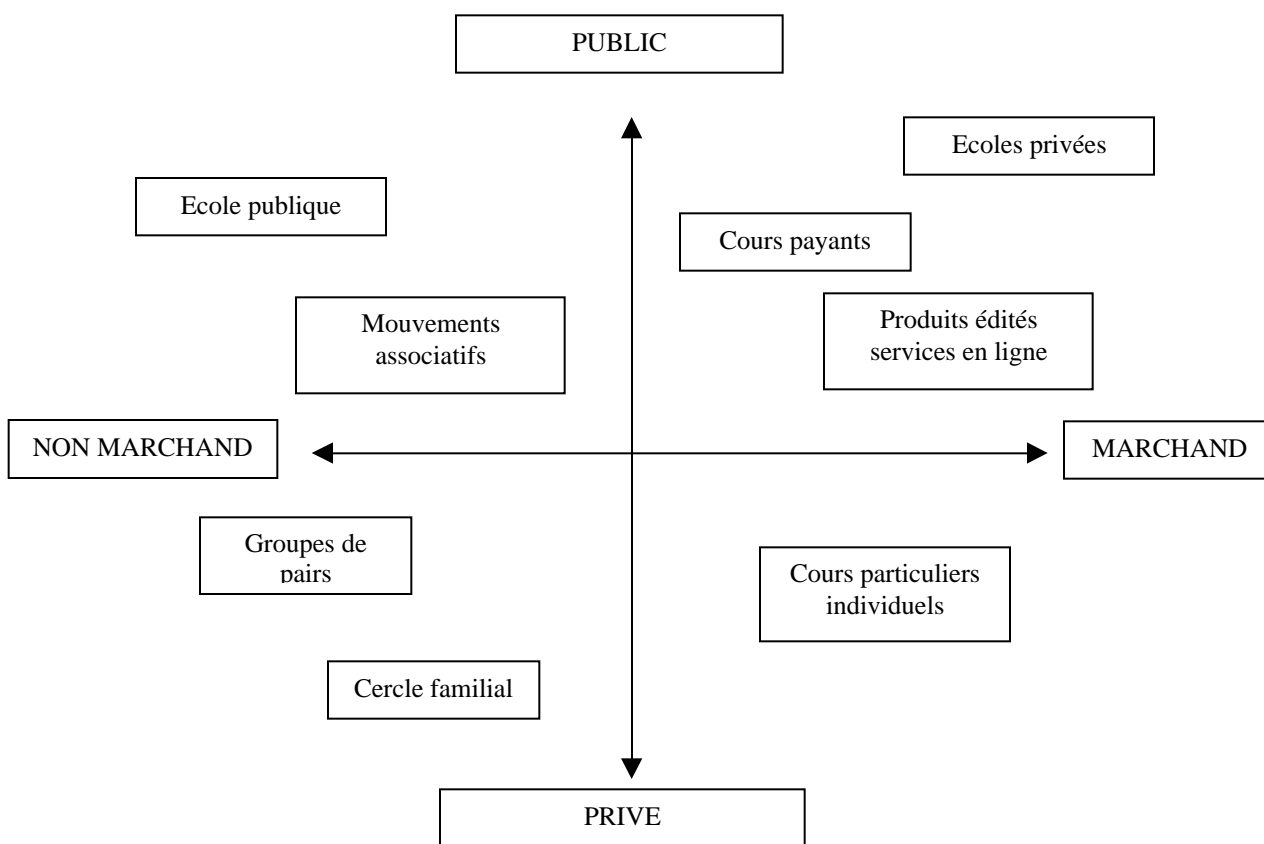 PUBLIC
Ecoles privées
Ecole publique
Cours payants
Mouvements
associatifs
Produits édités
services en ligne
NON MARCHAND
MARCHAND
Groupes de
pairs
Cours particuliers
individuels
Cercle familial
PRIVE